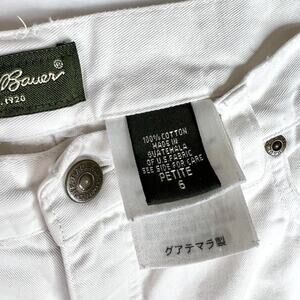 Bauer®
. 1920
100% COTTON
MADE IN
GUATEMALA
OF U.S FABRIC
SEE SIDE FOR CARE
PETITE
6
グアテマラ製